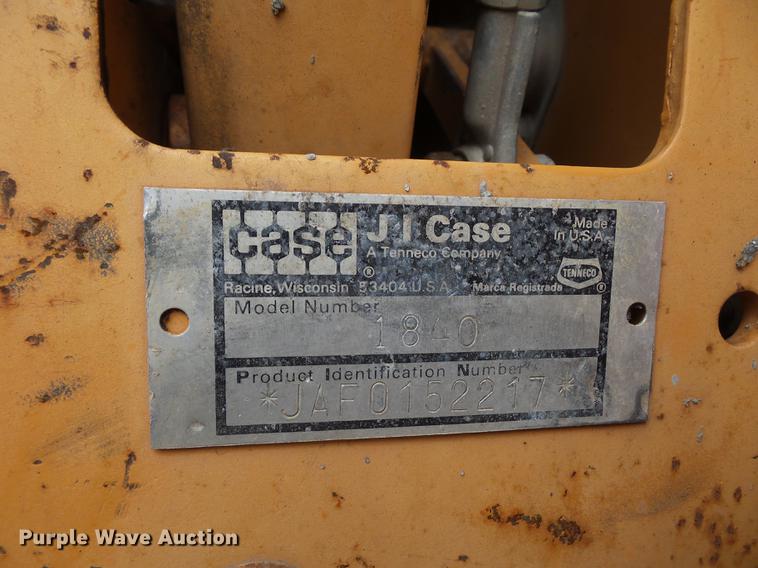 case
J I Case
A Tenneco Company
Made
In U.S.A.
®
TENNECO
Racine, Wisconsin 53404 U.S.A. Marca Registrada ®
Model Number
1840
Product Identification Number
*JAF0152217*
Purple Wave Auction®